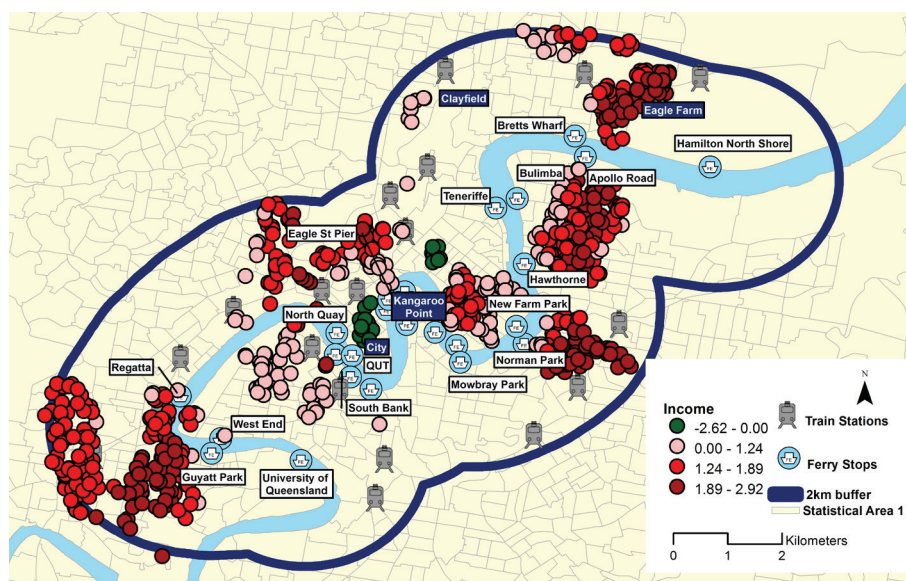 Clayfield
Eagle Farm
Bretts Wharf
Hamilton North Shore
Bulimba
Apollo Road
Teneriffe
Eagle St Pier
Hawthorne
Kangaroo
Point
New Farm Park
North Quay
City
QUT
Norman Park
Regatta
Mowbray Park
South Bank
West End
Guyatt Park
University of
Queensland
N
Income
-2.62 - 0.00
0.00 - 1.24
1.24 - 1.89
1.89 - 2.92
Train Stations
Ferry Stops
2km buffer
Statistical Area 1
Kilometers
0 1 2